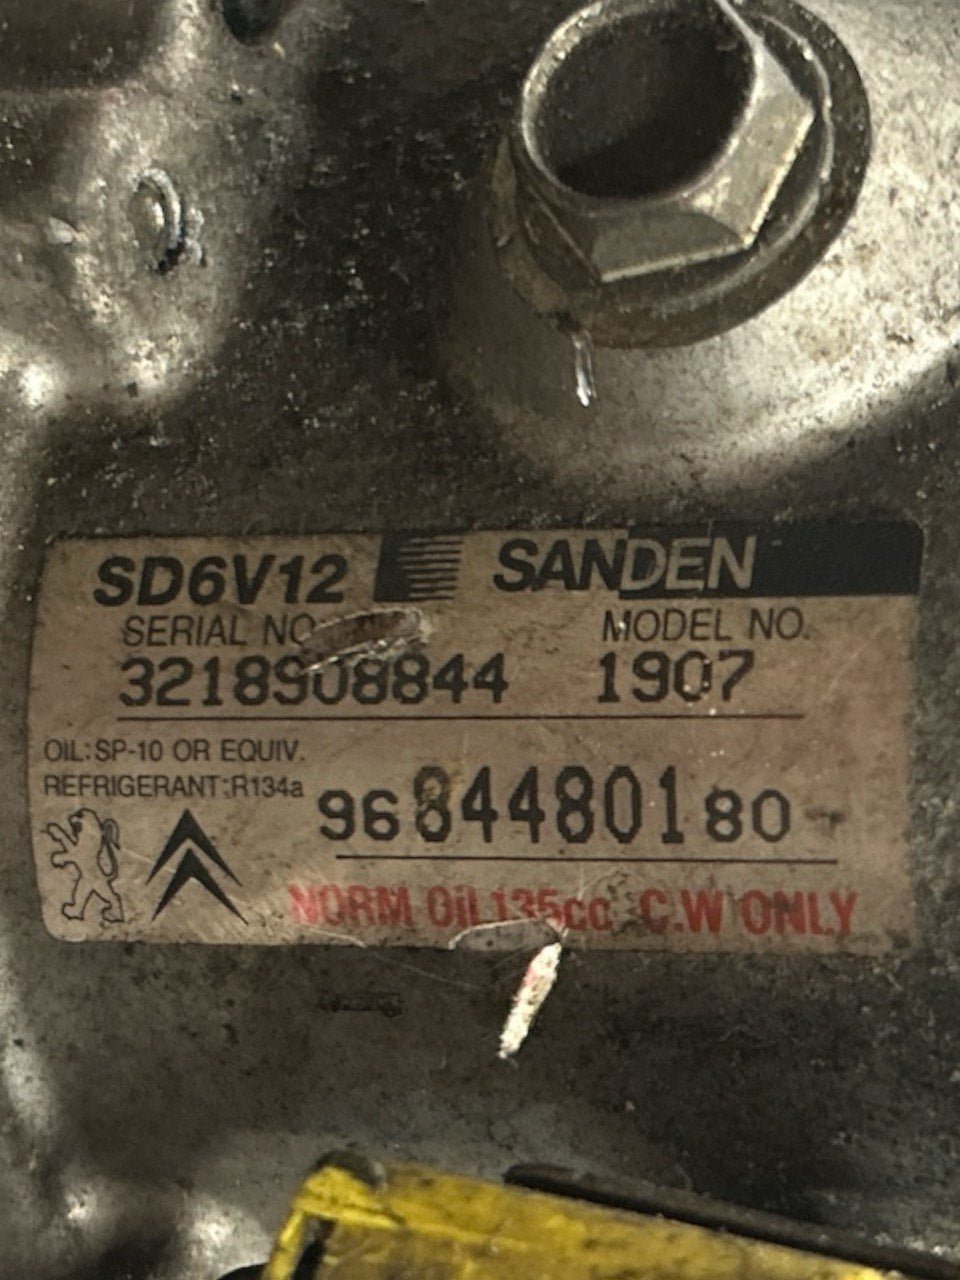 SD6V12 SANDEN
SERIAL NO. MODEL NO.
3218908844 1907
OIL:SP-10 OR EQUIV.
REFRIGERANT:R134a
9684480180
NORM OiL135cc C.W ONLY